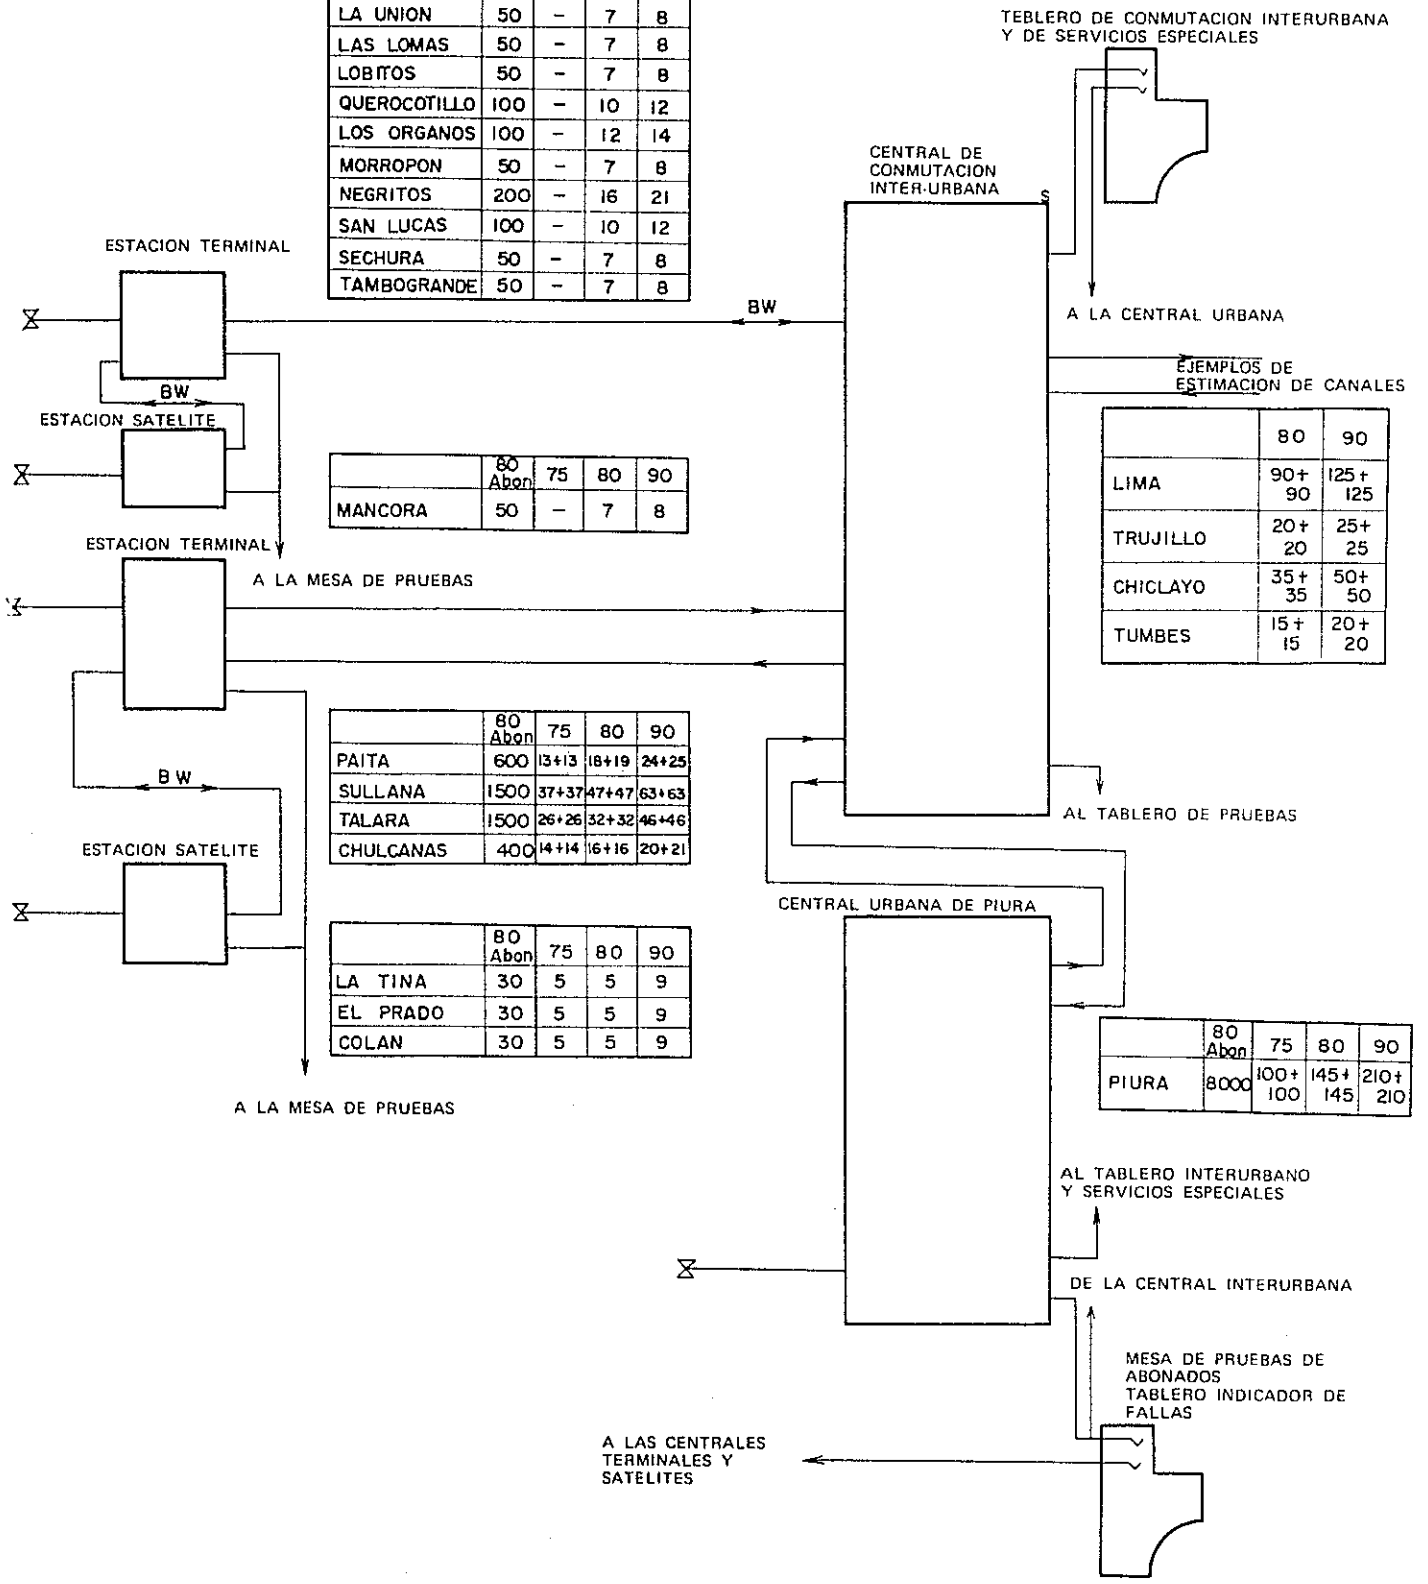 LA UNION 50 - 7 8
LAS LOMAS 50 - 7 8
LOBITOS 50 - 7 8
QUEROCOTILLO 100 - 10 12
LOS ORGANOS 100 - 12 14
MORROPON 50 - 7 8
NEGRITOS 200 - 16 21
SAN LUCAS 100 - 10 12
SECHURA 50 - 7 8
TAMBOGRANDE 50 - 7 8
TEBLERO DE CONMUTACION INTERURBANA
Y DE SERVICIOS ESPECIALES
CENTRAL DE
CONMUTACION
INTER-URBANA
S
ESTACION TERMINAL
BW
A LA CENTRAL URBANA
EJEMPLOS DE
ESTIMACION DE CANALES
80 90
LIMA 90+ 125+
90 125
TRUJILLO 20+ 25+
20 25
CHICLAYO 35+ 50+
35 50
TUMBES 15+ 20+
15 20
BW
ESTACION SATELITE
80
Abon 75 80 90
MANCORA 50 - 7 8
ESTACION TERMINAL
A LA MESA DE PRUEBAS
80
Abon 75 80 90
PAITA 600 13+13 18+19 24+25
SULLANA 1500 37+37 47+47 63+63
TALARA 1500 26+26 32+32 46+46
CHULCANAS 400 14+14 16+16 20+21
BW
AL TABLERO DE PRUEBAS
ESTACION SATELITE
CENTRAL URBANA DE PIURA
80
Abon 75 80 90
LA TINA 30 5 5 9
EL PRADO 30 5 5 9
COLAN 30 5 5 9
80
Abon 75 80 90
PIURA 8000 100+ 145+ 210+
100 145 210
A LA MESA DE PRUEBAS
AL TABLERO INTERURBANO
Y SERVICIOS ESPECIALES
DE LA CENTRAL INTERURBANA
MESA DE PRUEBAS DE
ABONADOS
TABLERO INDICADOR DE
FALLAS
A LAS CENTRALES
TERMINALES Y
SATELITES